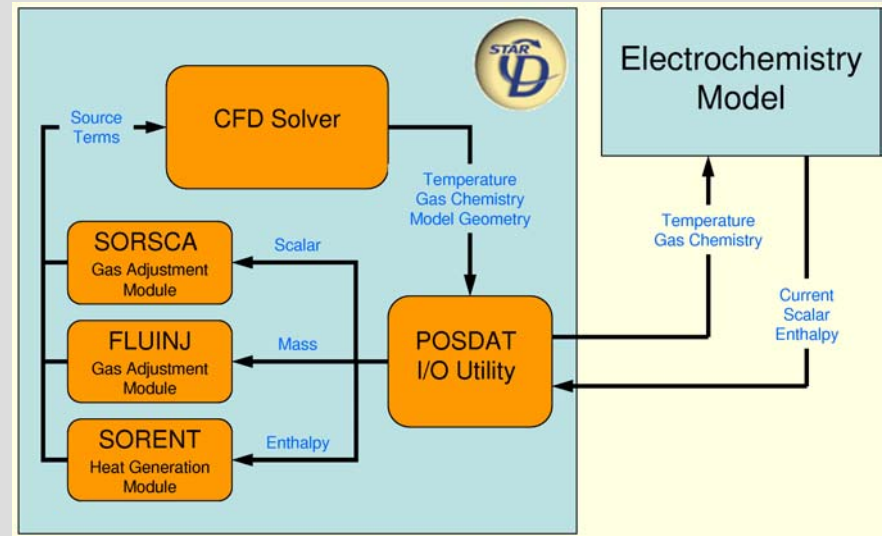 STAR
CD
Electrochemistry
Model
CFD Solver
Source
Terms
Temperature
Gas Chemistry
Model Geometry
Temperature
Gas Chemistry
SORSCA
Gas Adjustment
Module
Scalar
FLUINJ
Gas Adjustment
Module
Mass
POSDAT
I/O Utility
Current
Scalar
Enthalpy
SORENT
Heat Generation
Module
Enthalpy